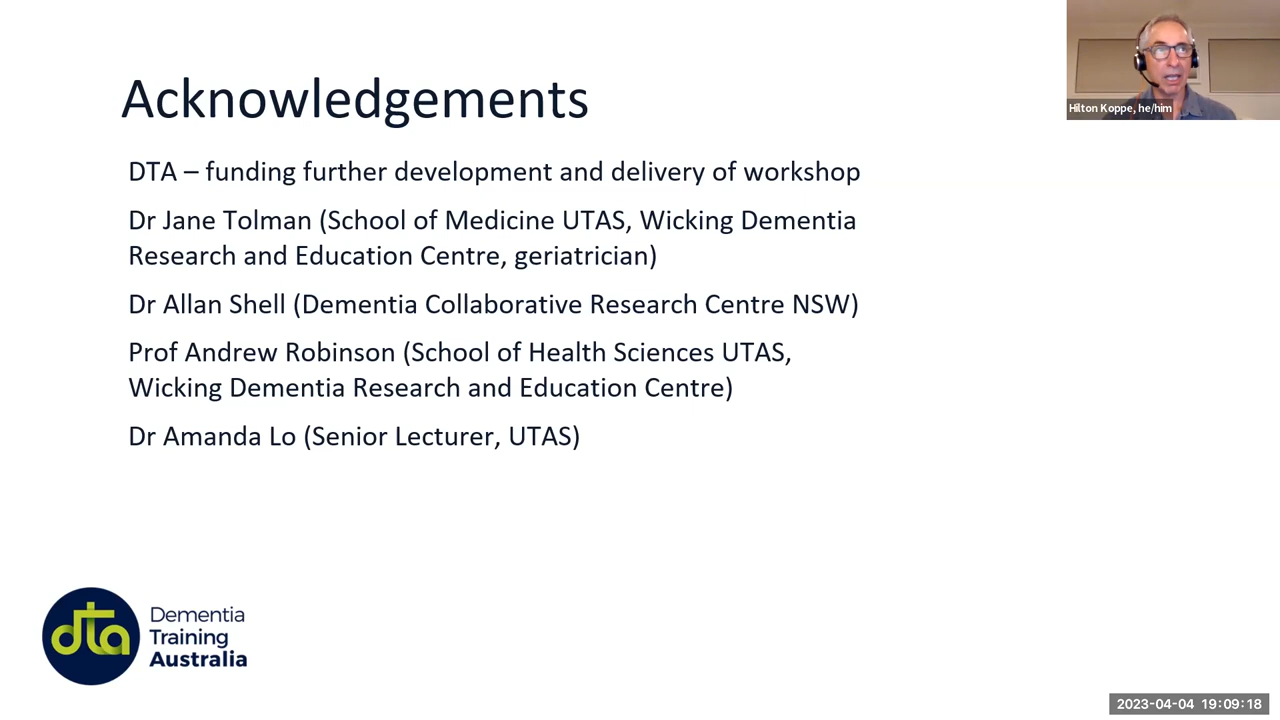 Acknowledgements
DTA – funding further development and delivery of workshop
Dr Jane Tolman (School of Medicine UTAS, Wicking Dementia
Research and Education Centre, geriatrician)
Dr Allan Shell (Dementia Collaborative Research Centre NSW)
Prof Andrew Robinson (School of Health Sciences UTAS,
Wicking Dementia Research and Education Centre)
Dr Amanda Lo (Senior Lecturer, UTAS)
Hilton Koppe, he/him
dta
Dementia
Training
Australia
2023-04-04 19:09:18